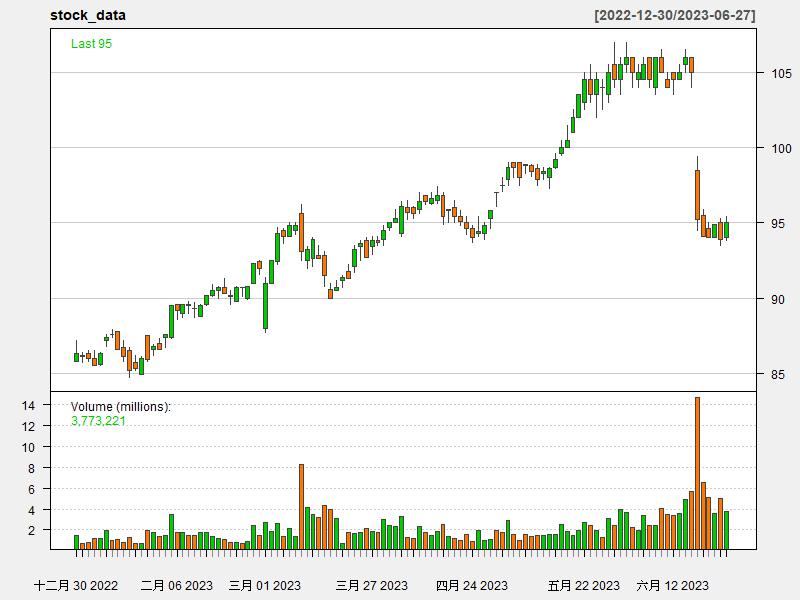 stock_data
[2022-12-30/2023-06-27]
Last 95
105
100
95
90
85
Volume (millions):
3,773,221
14
12
10
8
6
4
2
十二月 30 2022
二月 06 2023
三月 01 2023
三月 27 2023
四月 24 2023
五月 22 2023
六月 12 2023